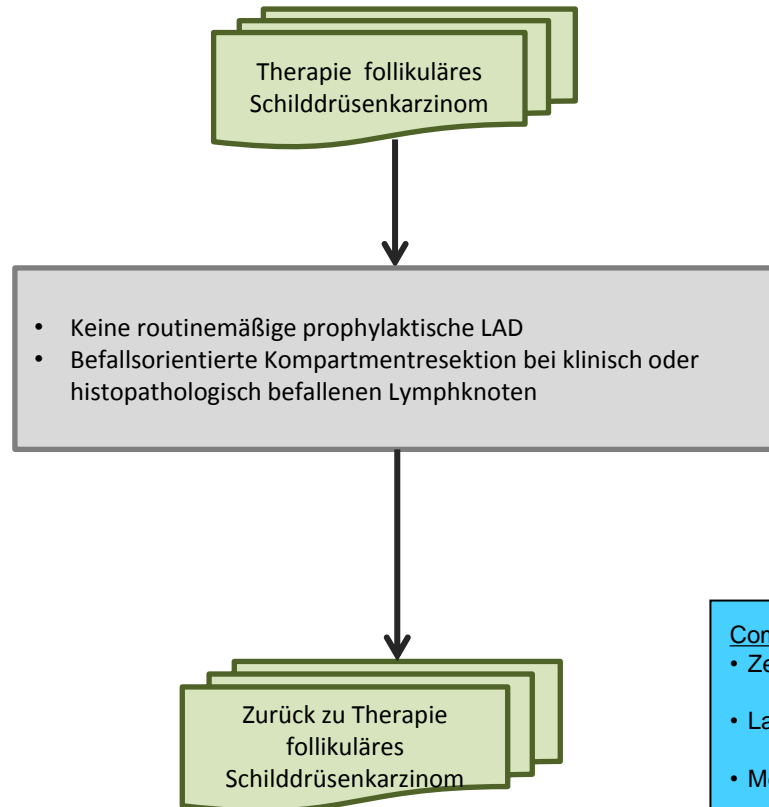 Therapie follikuläres
Schilddrüsenkarzinom
• Keine routinemäßige prophylaktische LAD
• Befallsorientierte Kompartmentresektion bei klinisch oder
histopathologisch befallenen Lymphknoten
Zurück zu Therapie
follikuläres
Schilddrüsenkarzinom